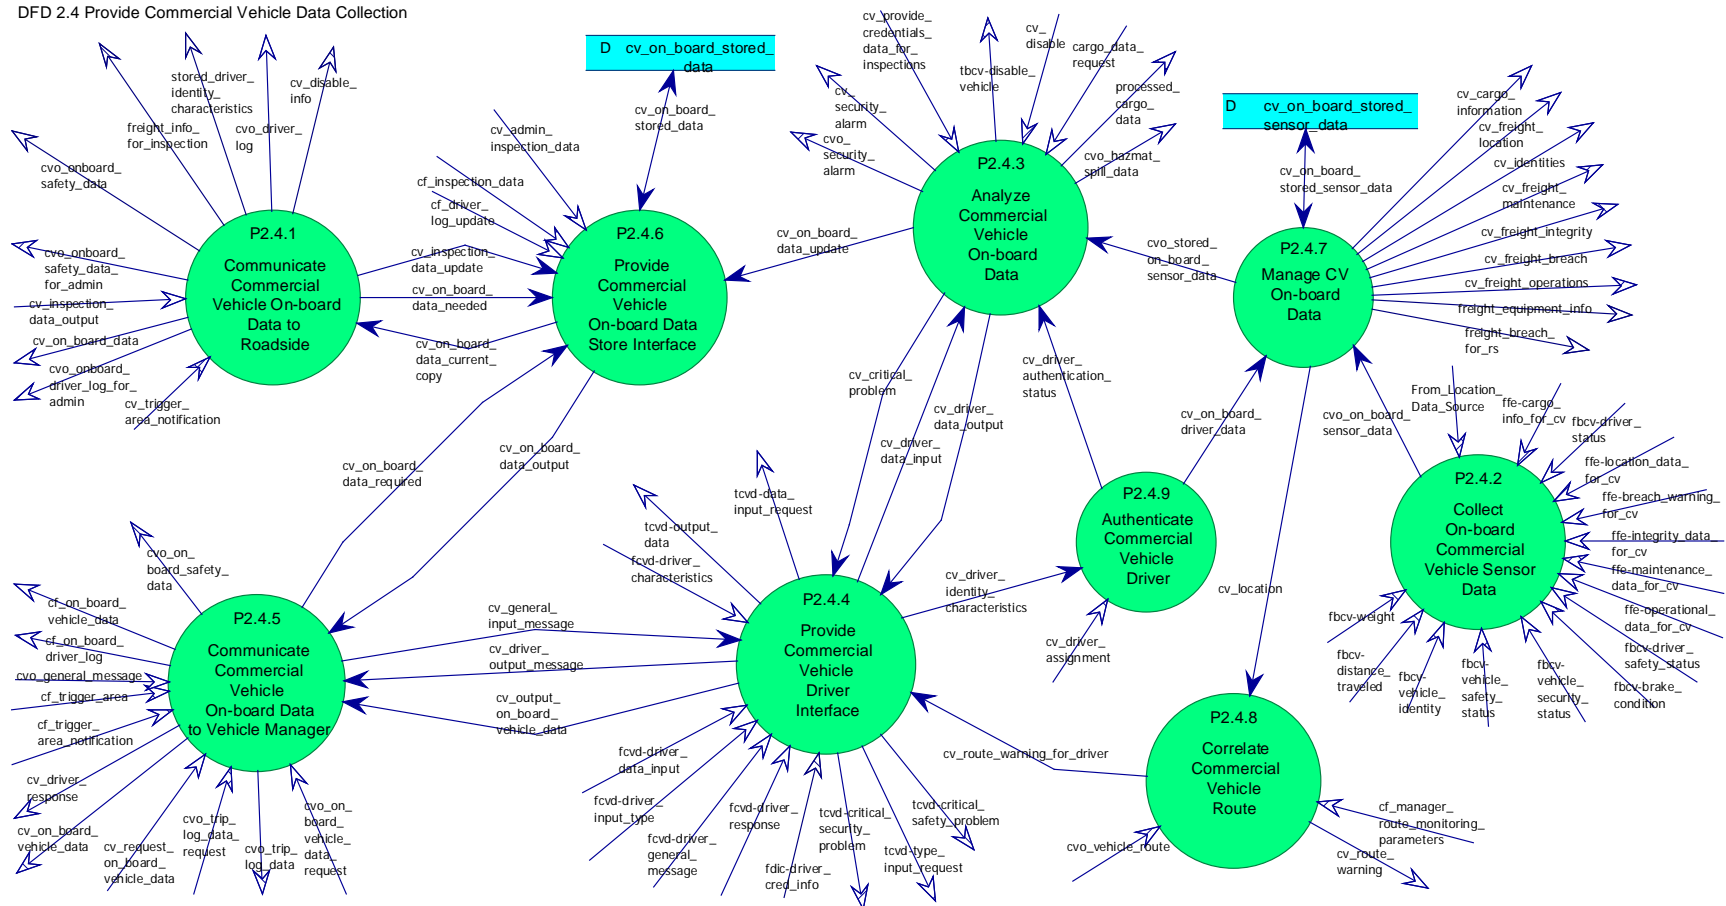 DFD 2.4 Provide Commercial Vehicle Data Collection
stored_driver_
identity_
characteristics
cv_disable_
info
freight_info_
for_inspection
cvo_driver_
log
cvo_onboard_
safety_data
cvo_onboard_
safety_data_
for_admin
cv_inspection_
data_output
cv_on_board_data
cvo_onboard_
driver_log_for_
admin
cv_trigger_
area_notification
P2.4.1
Communicate
Commercial
Vehicle On-board
Data to
Roadside
D cv_on_board_stored_
data
cv_on_board_
stored_data
cv_admin_
inspection_data
cf_inspection_data
cf_driver_
log_update
cv_inspection_
data_update
cv_on_board_
data_needed
cv_on_board_
data_current_
copy
P2.4.6
Provide
Commercial
Vehicle
On-board Data
Store Interface
cv_on_board_
data_update
cv_provide_
credentials_
data_for_
inspections
tbcv-disable_
vehicle
cv_
disable
cargo_data_
request
processed_
cargo_
data
cv_
security_
alarm
cvo_
security_
alarm
cvo_hazmat_
spill_data
P2.4.3
Analyze
Commercial
Vehicle
On-board
Data
cvo_stored_
on_board_
sensor_data
D cv_on_board_stored_
sensor_data
cv_on_board_
stored_sensor_data
cv_cargo_
information
cv_freight_
location
cv_identities
cv_freight_
maintenance
cv_freight_integrity
cv_freight_breach
cv_freight_operations
freight_equipment_info
freight_breach_
for_rs
P2.4.7
Manage CV
On-board
Data
cv_critical_
problem
cv_driver_
data_input
cv_driver_
data_output
cv_driver_
authentication_
status
cv_on_board_
driver_data
cvo_on_board_
sensor_data
From_Location_
Data_Source
ffe-cargo_
info_for_cv
fbcv-driver_
status
ffe-location_data_
for_cv
ffe-breach_warning_
for_cv
ffe-integrity_data_
for_cv
ffe-maintenance_
data_for_cv
ffe-operational_
data_for_cv
fbcv-driver_
safety_status
fbcv-brake_
condition
fbcv-
vehicle_
security_
status
fbcv-
vehicle_
safety_
status
fbcv-
vehicle_
identity
fbcv-
distance_
traveled
fbcv-weight
P2.4.2
Collect
On-board
Commercial
Vehicle Sensor
Data
cv_on_board_
data_required
cv_on_board_
data_output
tcvd-data_
input_request
tcvd-output_
data
fcvd-driver_
characteristics
P2.4.9
Authenticate
Commercial
Vehicle
Driver
cv_driver_
identity_
characteristics
cv_driver_
assignment
cv_location
cvo_on_
board_safety_
data
cf_on_board_
vehicle_data
cf_on_board_
driver_log
cvo_general_message
cf_trigger_area
cf_trigger_
area_notification
cv_driver_
response
cv_on_board_
vehicle_data
cv_request_
on_board_
vehicle_data
cvo_trip_
log_data_
request
cvo_trip_
log_data
cvo_on_
board_
vehicle_
data_
request
P2.4.5
Communicate
Commercial
Vehicle
On-board Data
to Vehicle Manager
cv_general_
input_message
cv_driver_
output_message
cv_output_
on_board_
vehicle_data
P2.4.4
Provide
Commercial
Vehicle
Driver
Interface
fcvd-driver_
data_input
fcvd-driver_
input_type
fcvd-driver_
general_
message
fcvd-driver_
response
fdic-driver_
cred_info
tcvd-critical_
security_
problem
tcvd-type_
input_request
tcvd-critical_
safety_problem
cv_route_warning_for_driver
P2.4.8
Correlate
Commercial
Vehicle
Route
cvo_vehicle_route
cf_manager_
route_monitoring_
parameters
cv_route_
warning